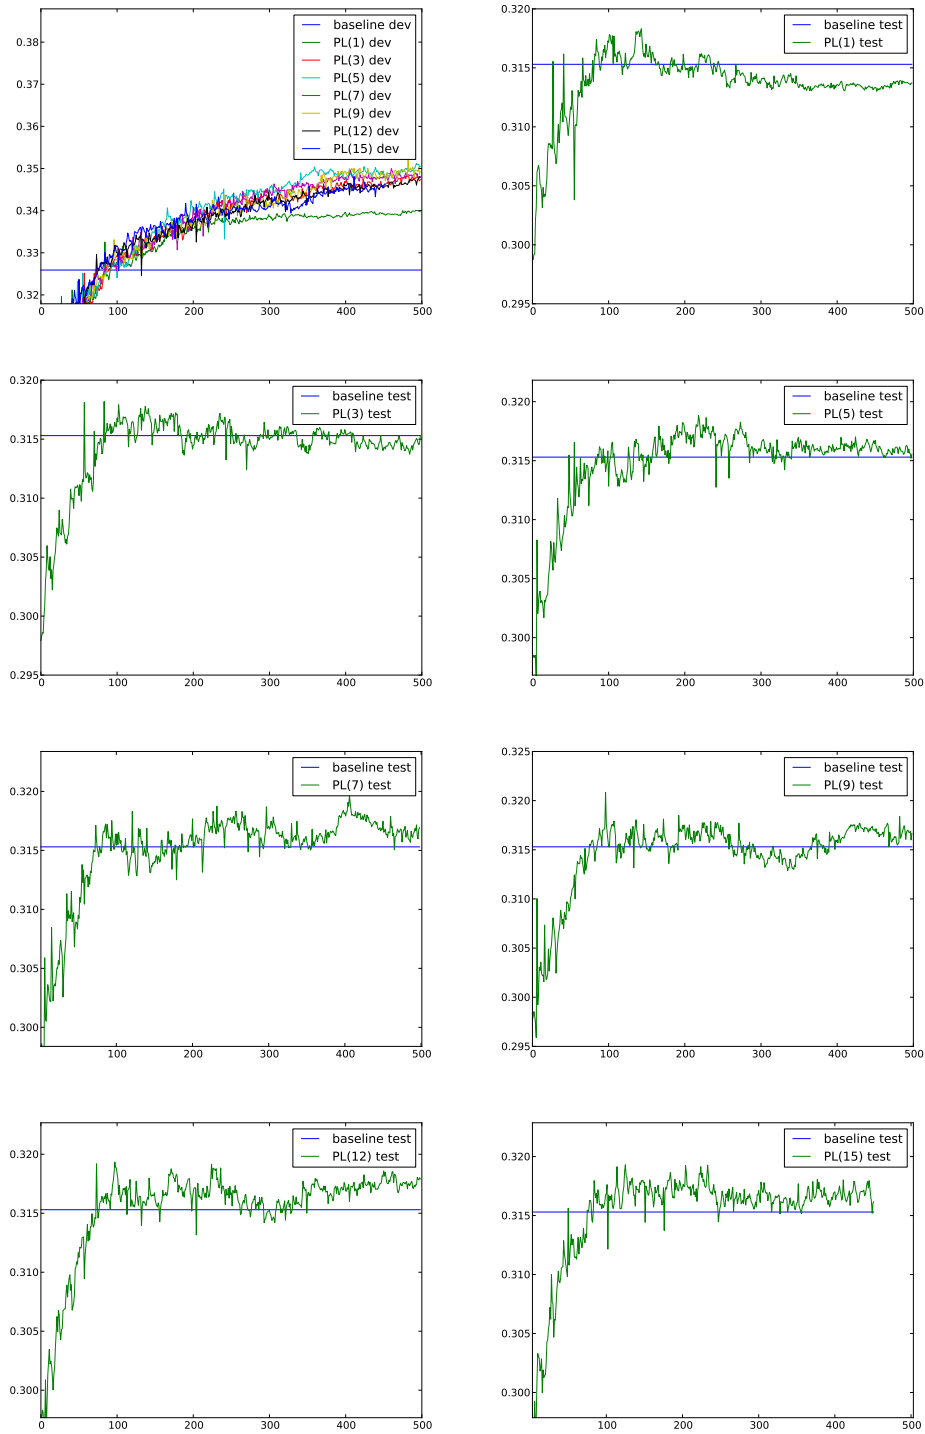 0.38
0.37
0.36
0.35
0.34
0.33
0.32
0 100 200 300 400 500
baseline dev
PL(1) dev
PL(3) dev
PL(5) dev
PL(7) dev
PL(9) dev
PL(12) dev
PL(15) dev
0.320
0.315
0.310
0.305
0.300
0.295
0 100 200 300 400 500
baseline test
PL(1) test
0.320
0.315
0.310
0.305
0.300
0.295
0 100 200 300 400 500
baseline test
PL(3) test
0.320
0.315
0.310
0.305
0.300
0 100 200 300 400 500
baseline test
PL(5) test
0.320
0.315
0.310
0.305
0.300
100 200 300 400 500
baseline test
PL(7) test
0.325
0.320
0.315
0.310
0.305
0.300
0.295
0 100 200 300 400 500
baseline test
PL(9) test
0.320
0.315
0.310
0.305
0.300
0 100 200 300 400 500
baseline test
PL(12) test
0.320
0.315
0.310
0.305
0.300
100 200 300 400 500
baseline test
PL(15) test